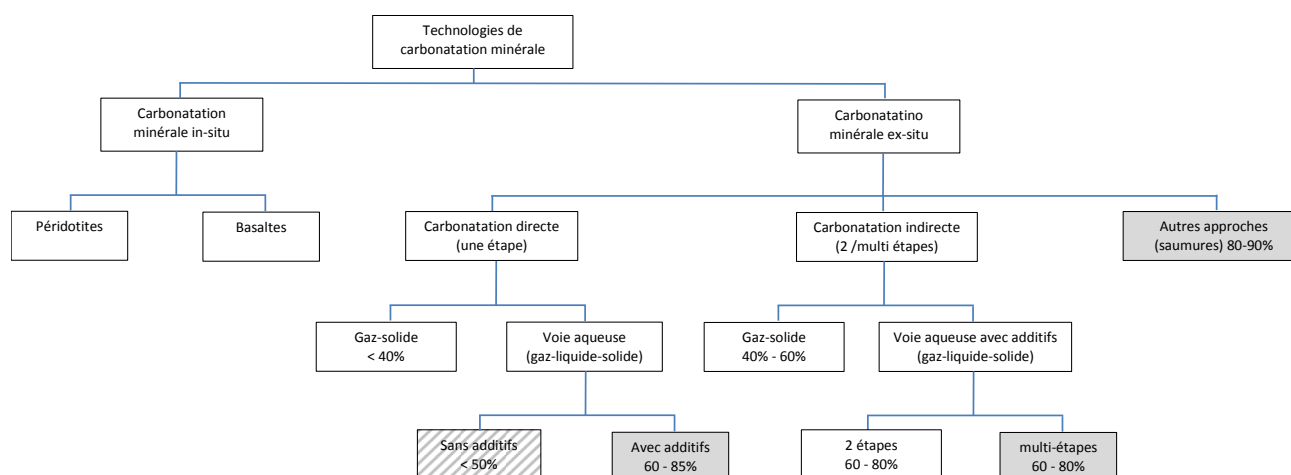 Technologies de
carbonatation minérale
Carbonatation
minérale in-situ
Carbonatatino
minérale ex-situ
Péridotites
Basaltes
Carbonatation directe
(une étape)
Carbonatation indirecte
(2 /multi étapes)
Autres approches
(saumures) 80-90%
Gaz-solide
< 40%
Voie aqueuse
(gaz-liquide-solide)
Gaz-solide
40% - 60%
Voie aqueuse avec additifs
(gaz-liquide-solide)
Sans additifs
< 50%
Avec additifs
60 - 85%
2 étapes
60 - 80%
multi-étapes
60 - 80%